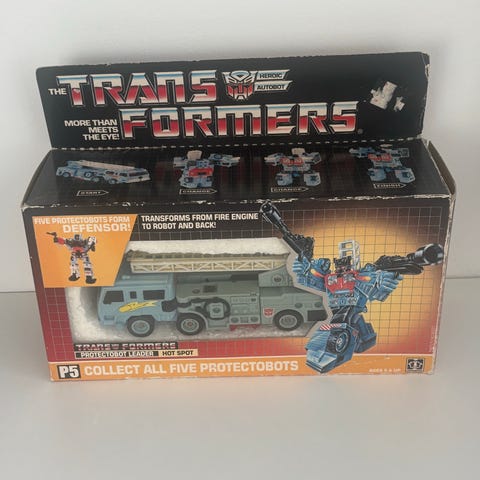 THE TRANSFORMERS
HEROIC
AUTOBOT
MORE THAN
MEETS
THE EYE!
START
CHANGE
CHANGE
FINISH
FIVE PROTECTOBOTS FORM
DEFENSOR!
TRANSFORMS FROM FIRE ENGINE
TO ROBOT AND BACK!
TRANSFORMERS
PROTECTOBOT LEADER HOT SPOT
P5 COLLECT ALL FIVE PROTECTOBOTS
AGES 5 & UP